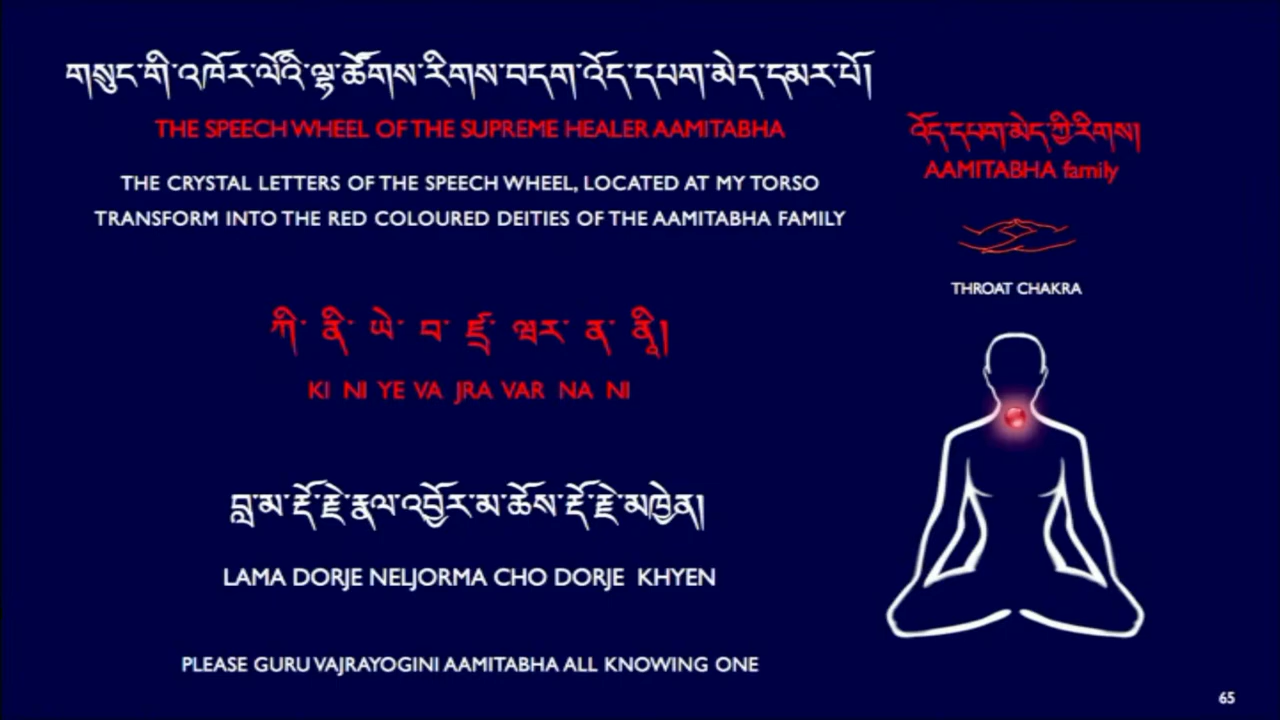 གསུང་གི་འཁོར་ལོའི་ལྷ་ཚོགས་རིགས་བདག་འོད་དཔག་མེད་དམར་པོ།
THE SPEECH WHEEL OF THE SUPREME HEALER AAMITABHA
THE CRYSTAL LETTERS OF THE SPEECH WHEEL, LOCATED AT MY TORSO
TRANSFORM INTO THE RED COLOURED DEITIES OF THE AAMITABHA FAMILY
ཀི་ ནི་ ཡེ་ བ་ ཛྲ་ ཝར་ ན་ ནཱི།
KI NI YE VA JRA VAR NA NI
བླ་མ་རྡོ་རྗེ་རྣལ་འབྱོར་མ་ཆོས་རྡོ་རྗེ་མཁྱེན།
LAMA DORJE NELJORMA CHO DORJE KHYEN
PLEASE GURU VAJRAYOGINI AAMITABHA ALL KNOWING ONE
འོད་དཔག་མེད་ཀྱི་རིགས།
AAMITABHA family
THROAT CHAKRA
65